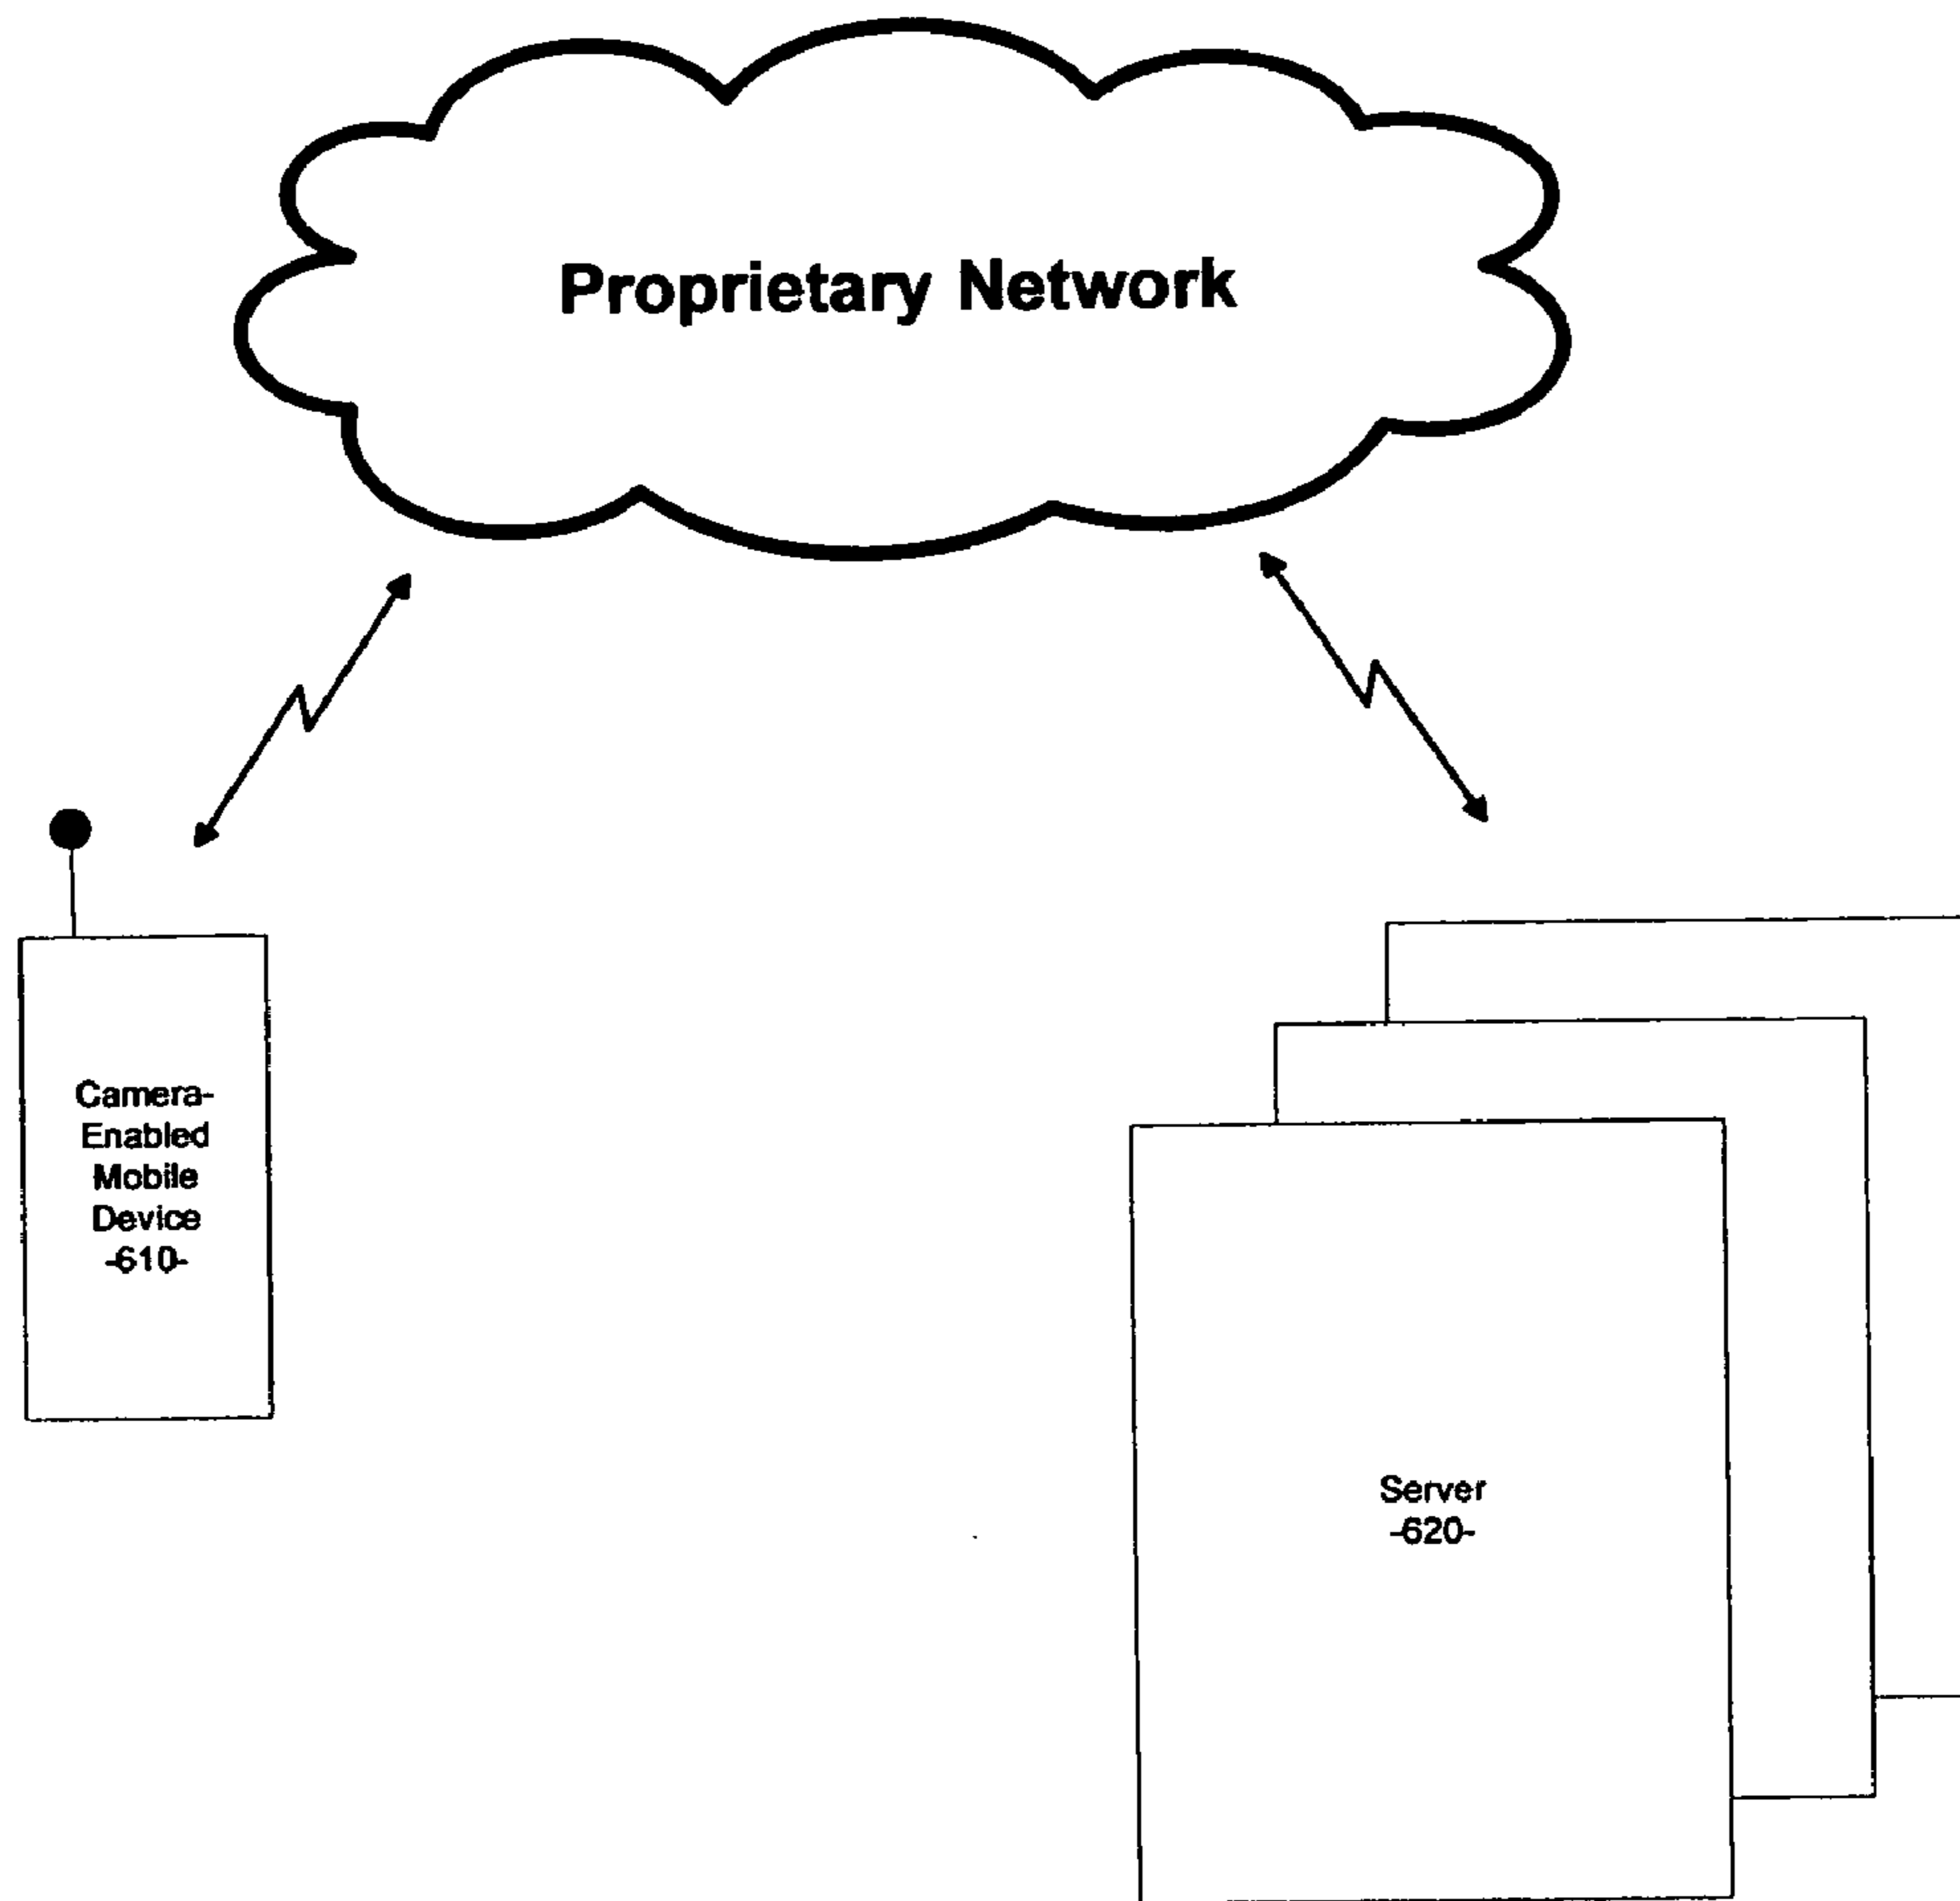 Proprietary Network
Camera-
Enabled
Mobile
Device
-610-
Server
-620-